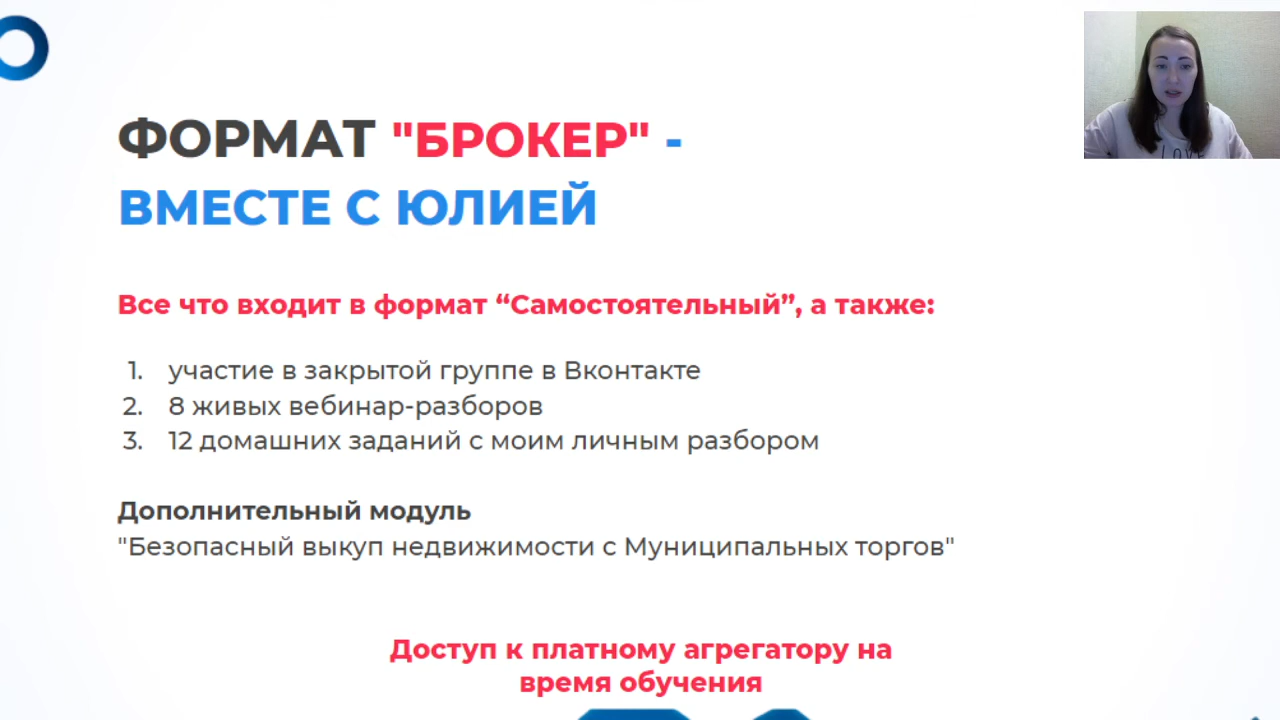 ФОРМАТ "БРОКЕР" -
ВМЕСТЕ С ЮЛИЕЙ
Все что входит в формат “Самостоятельный”, а также:
1. участие в закрытой группе в Вконтакте
2. 8 живых вебинар-разборов
3. 12 домашних заданий с моим личным разбором
Дополнительный модуль
"Безопасный выкуп недвижимости с Муниципальных торгов"
Доступ к платному агрегатору на
время обучения
LOVE